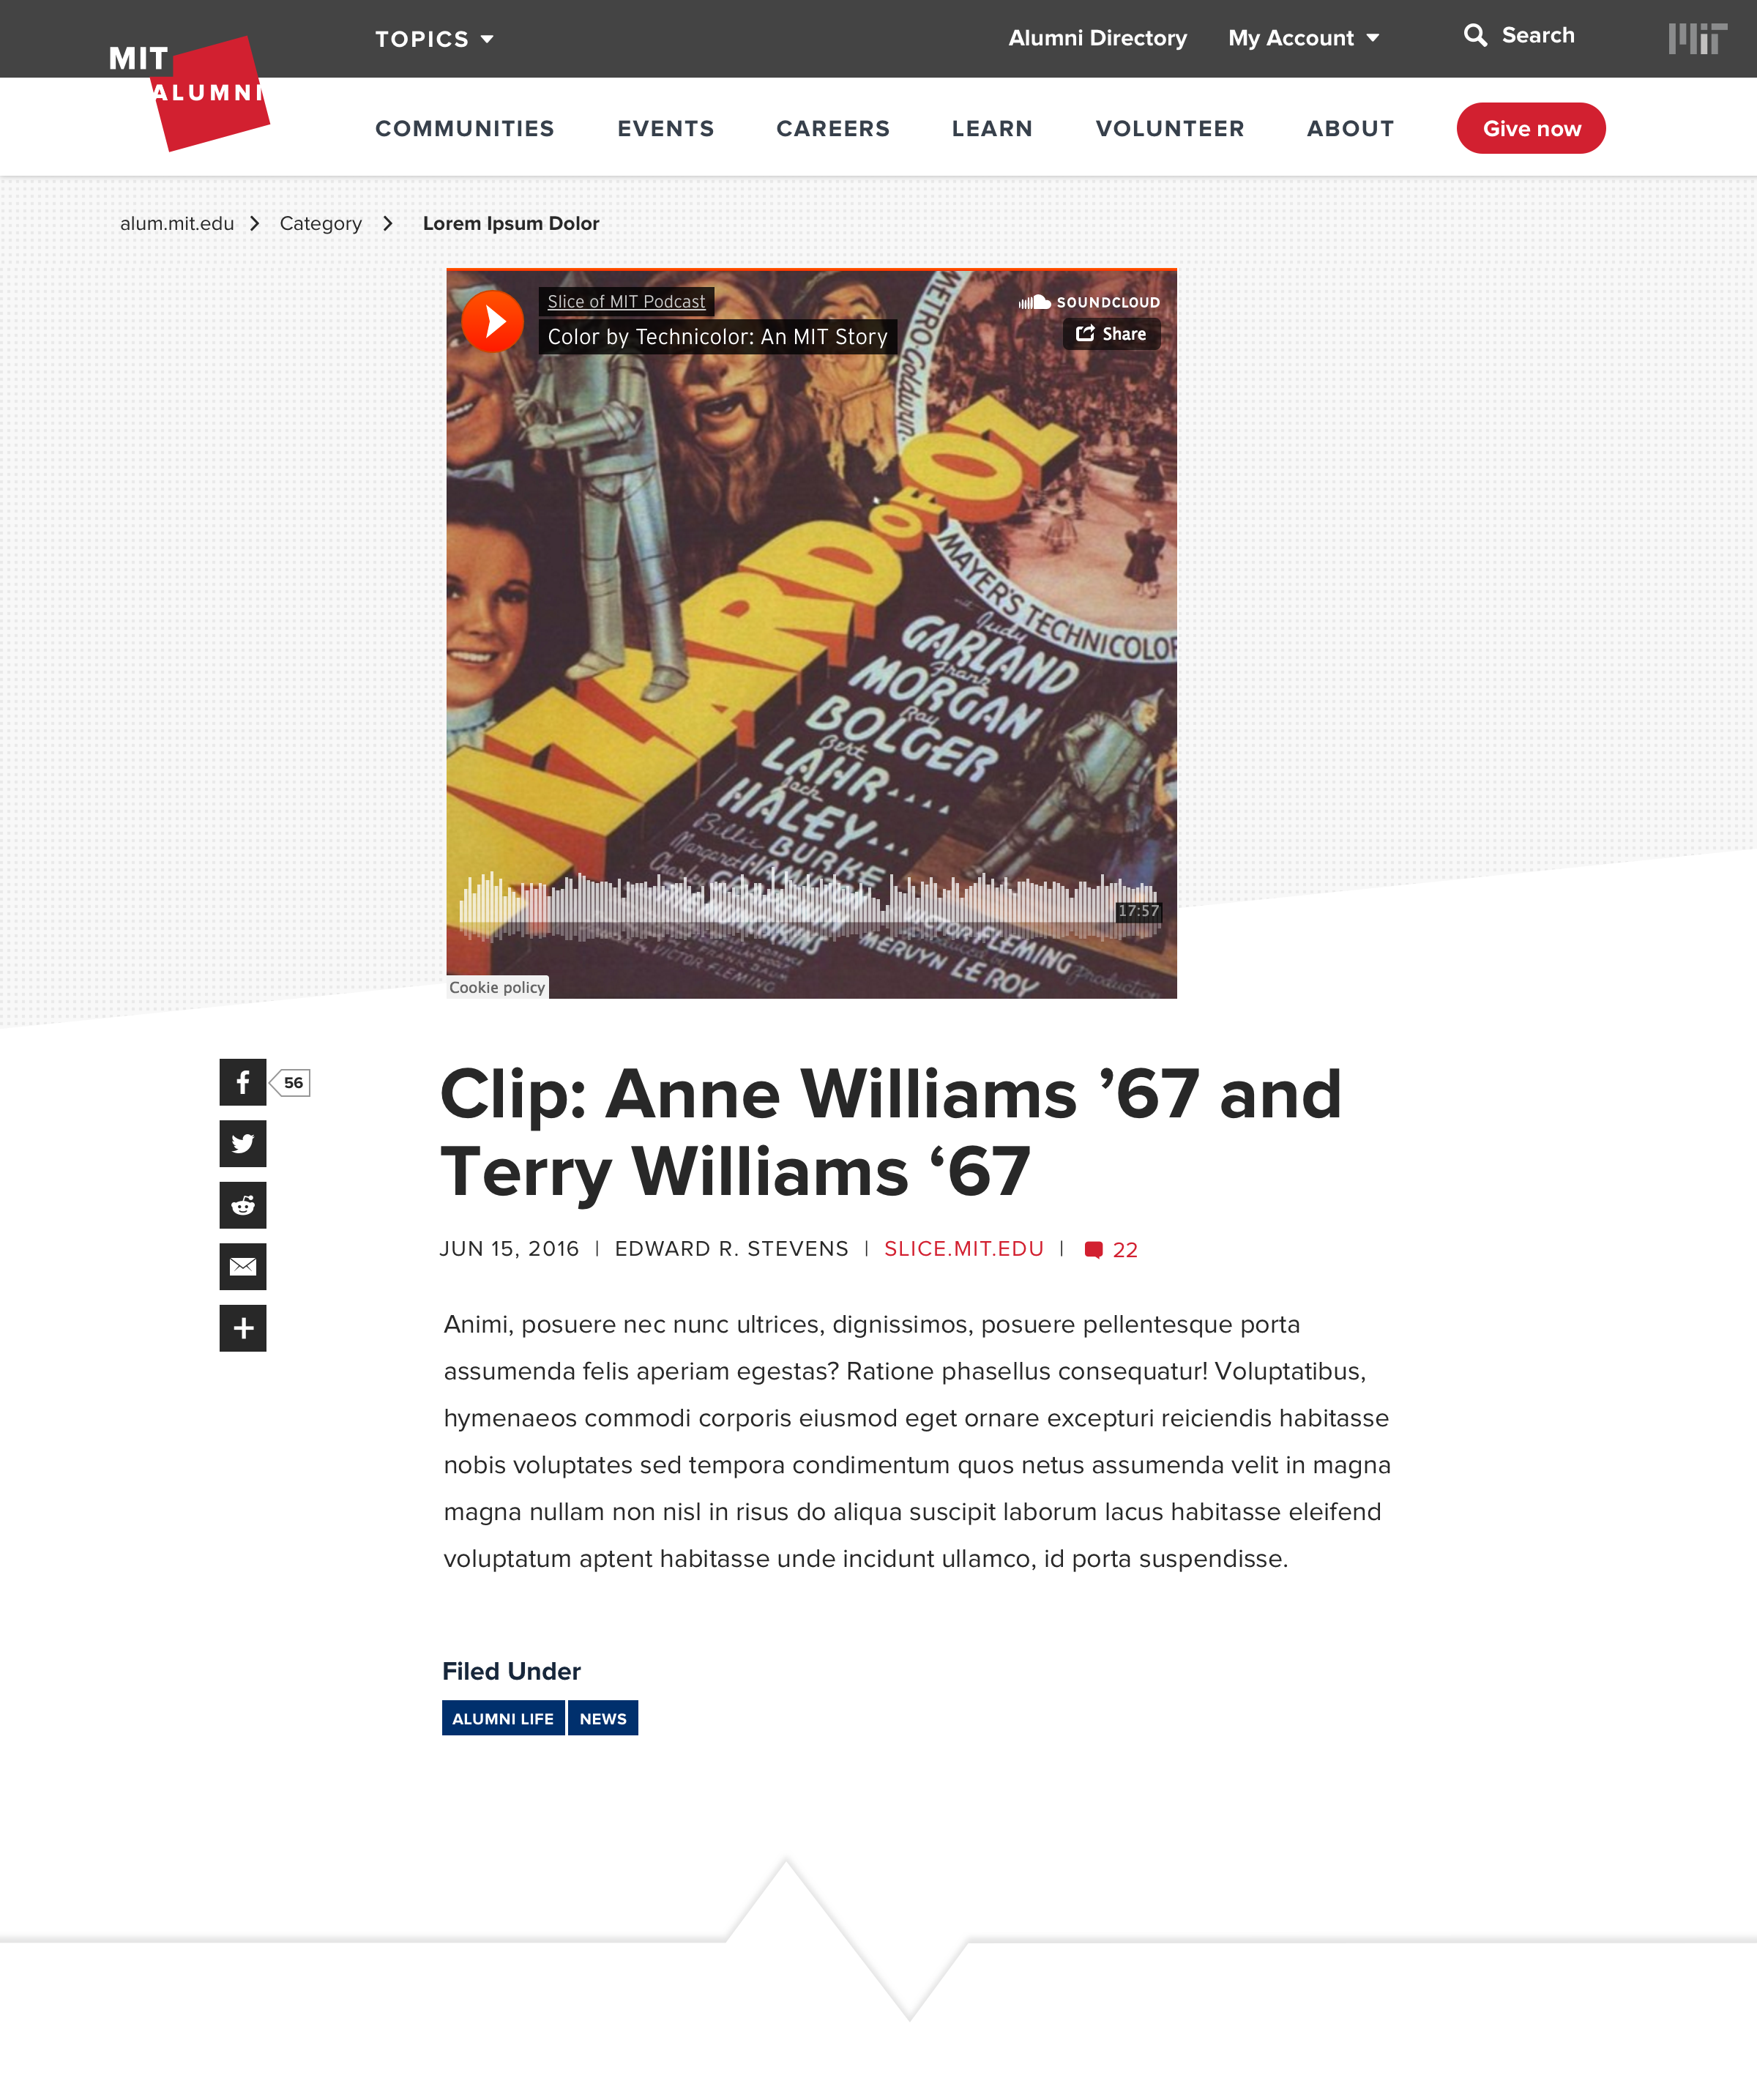 TOPICS
Alumni Directory
My Account
Search
MIT
ALUMNI
COMMUNITIES
EVENTS
CAREERS
LEARN
VOLUNTEER
ABOUT
Give now
alum.mit.edu
Category
Lorem Ipsum Dolor
Slice of MIT Podcast
Color by Technicolor: An MIT Story
SOUNDCLOUD
Share
METRO-Goldwyn-
MAYER'S TECHNICOLOR
WIZARD OF OZ
Judy
GARLAND
Frank
MORGAN
Ray
BOLGER
Bert
LAHR....
Jack
HALEY...
Billie BURKE
Margaret HAMILTON
Charley GRAPEWIN
THE MUNCHKINS
VICTOR FLEMING
production
Produced by
MERVYN LE ROY
by L. FRANK BAUM
by VICTOR FLEMING
17:57
Cookie policy
56
Clip: Anne Williams ’67 and
Terry Williams ‘67
JUN 15, 2016 | EDWARD R. STEVENS | SLICE.MIT.EDU | 22
Animi, posuere nec nunc ultrices, dignissimos, posuere pellentesque porta
assumenda felis aperiam egestas? Ratione phasellus consequatur! Voluptatibus,
hymenaeos commodi corporis eiusmod eget ornare excepturi reiciendis habitasse
nobis voluptates sed tempora condimentum quos netus assumenda velit in magna
magna nullam non nisl in risus do aliqua suscipit laborum lacus habitasse eleifend
voluptatum aptent habitasse unde incidunt ullamco, id porta suspendisse.
Filed Under
ALUMNI LIFE
NEWS